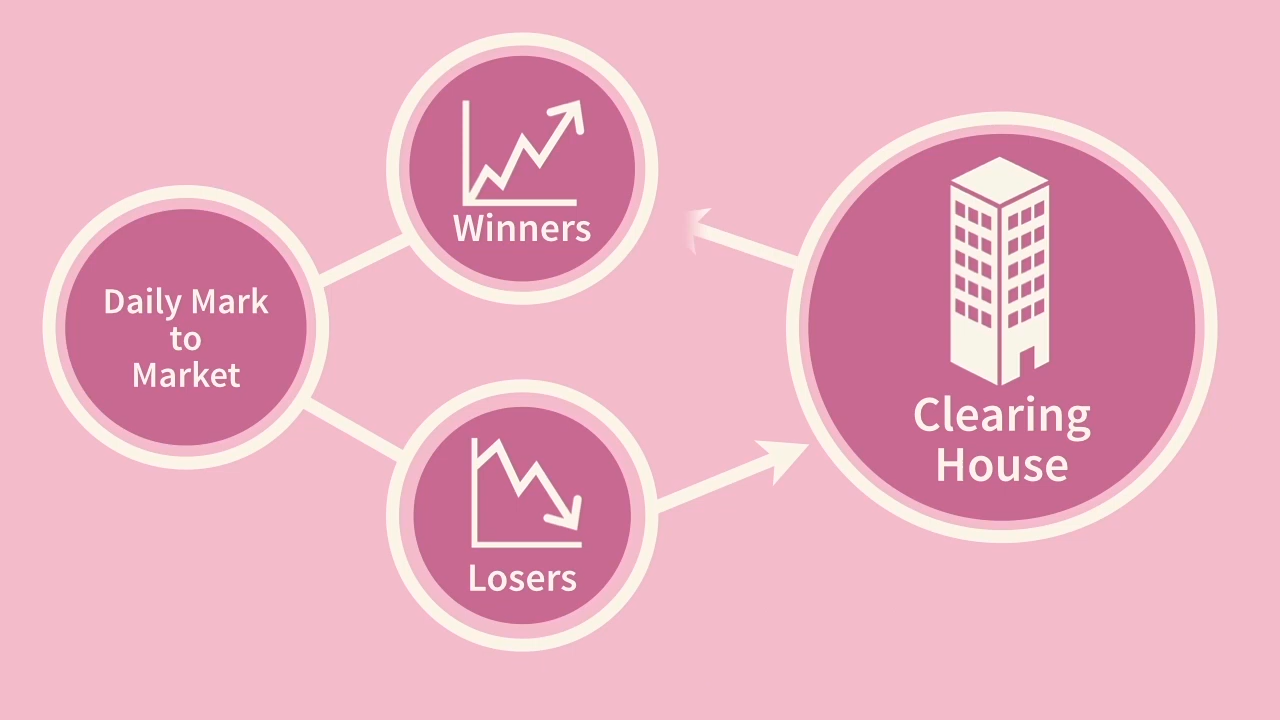 Daily Mark
to
Market
Winners
Losers
Clearing
House